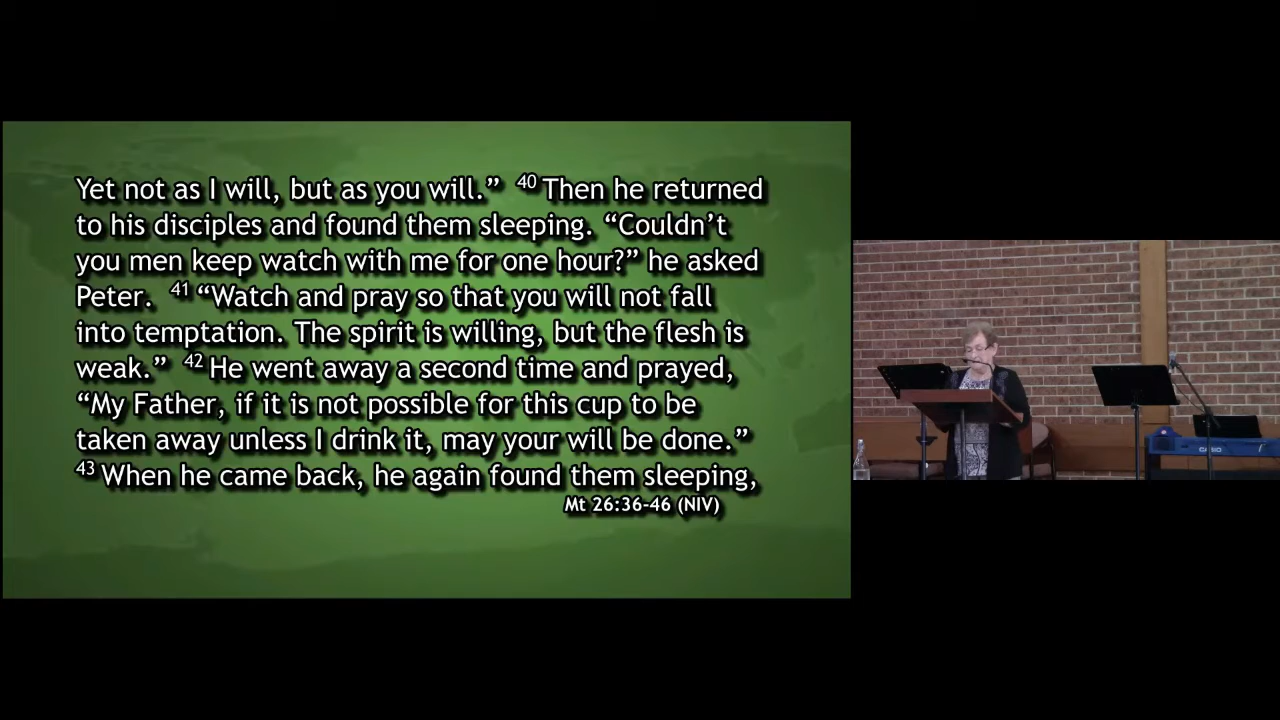 Yet not as I will, but as you will.” 40 Then he returned
to his disciples and found them sleeping. “Couldn’t
you men keep watch with me for one hour?” he asked
Peter. 41 “Watch and pray so that you will not fall
into temptation. The spirit is willing, but the flesh is
weak.” 42 He went away a second time and prayed,
“My Father, if it is not possible for this cup to be
taken away unless I drink it, may your will be done.”
43 When he came back, he again found them sleeping,
Mt 26:36-46 (NIV)
CASIO